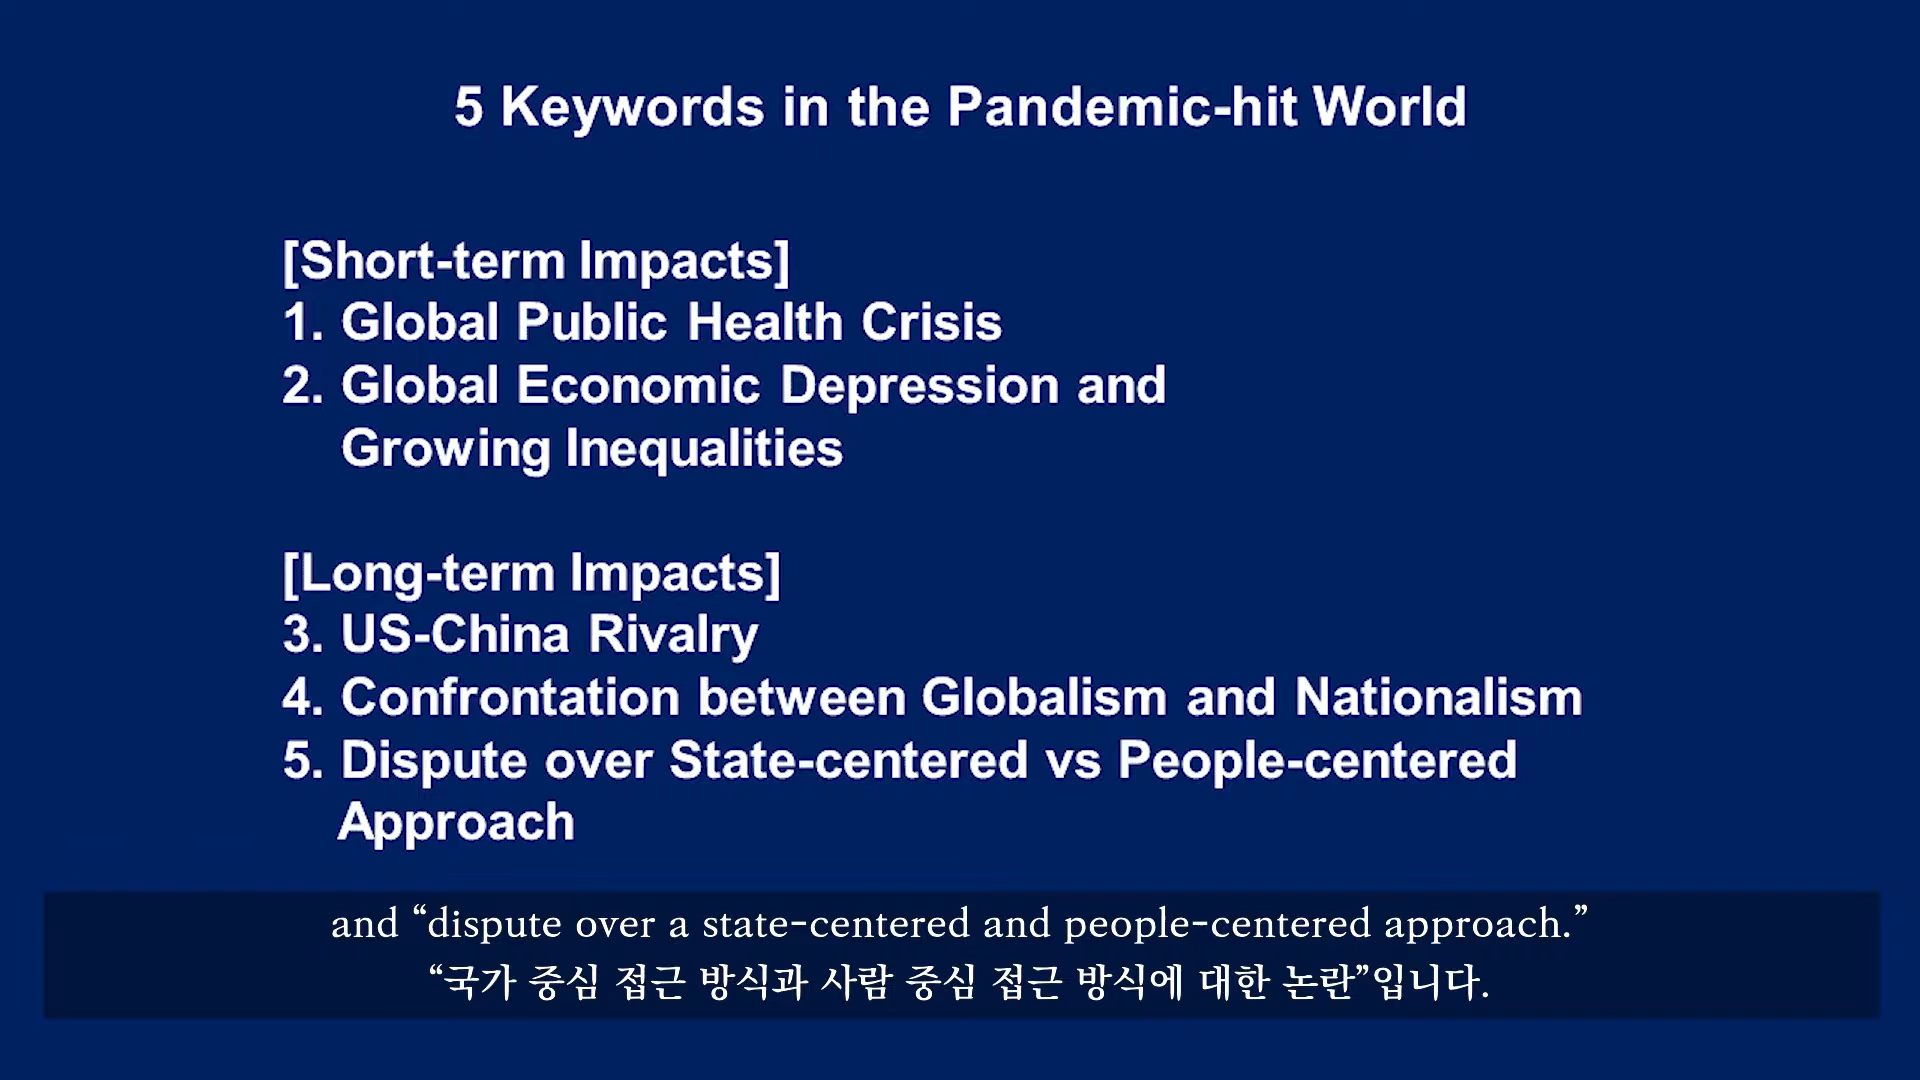 5 Keywords in the Pandemic-hit World
[Short-term Impacts]
1. Global Public Health Crisis
2. Global Economic Depression and
Growing Inequalities
[Long-term Impacts]
3. US-China Rivalry
4. Confrontation between Globalism and Nationalism
5. Dispute over State-centered vs People-centered
Approach
and “dispute over a state-centered and people-centered approach.”
“국가 중심 접근 방식과 사람 중심 접근 방식에 대한 논란”입니다.